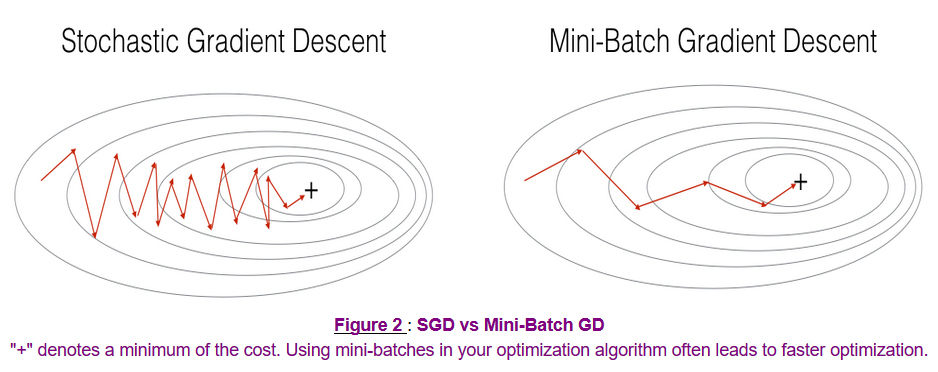 Stochastic Gradient Descent
Mini-Batch Gradient Descent
+
+
Figure 2 : SGD vs Mini-Batch GD
"+" denotes a minimum of the cost. Using mini-batches in your optimization algorithm often leads to faster optimization.